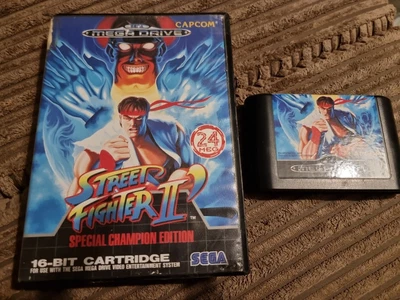 CAPCOM
MEGA DRIVE
24
MEG
STREET
FIGHTER II'
SPECIAL CHAMPION EDITION
16-BIT CARTRIDGE
FOR USE WITH THE SEGA MEGA DRIVE VIDEO ENTERTAINMENT SYSTEM
SEGA